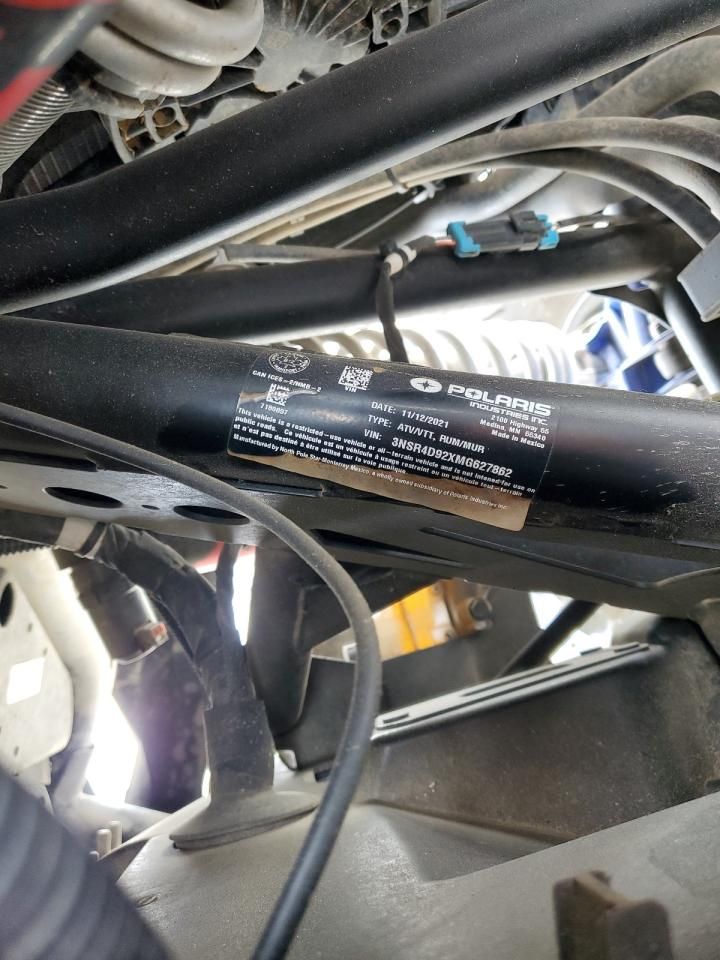 CAN ICES-2/NMB-2
VIN
7180897
POLARIS
INDUSTRIES INC.
2100 Highway 55
Medina, MN 55340
Made in Mexico
DATE: 11/12/2021
TYPE: ATV/VTT, RUM/MUR
VIN: 3NSR4D92XMG627862
This vehicle is a restricted-use vehicle or all-terrain vehicle and is not intended for use on
public roads. Ce véhicule est un véhicule à usage restreint ou un véhicule tout-terrain
et n'est pas destiné à être utilisé sur la voie publique
Manufactured by North Pole Star-Monterrey Mexico, a wholly owned subsidiary of Polaris Industries Inc.